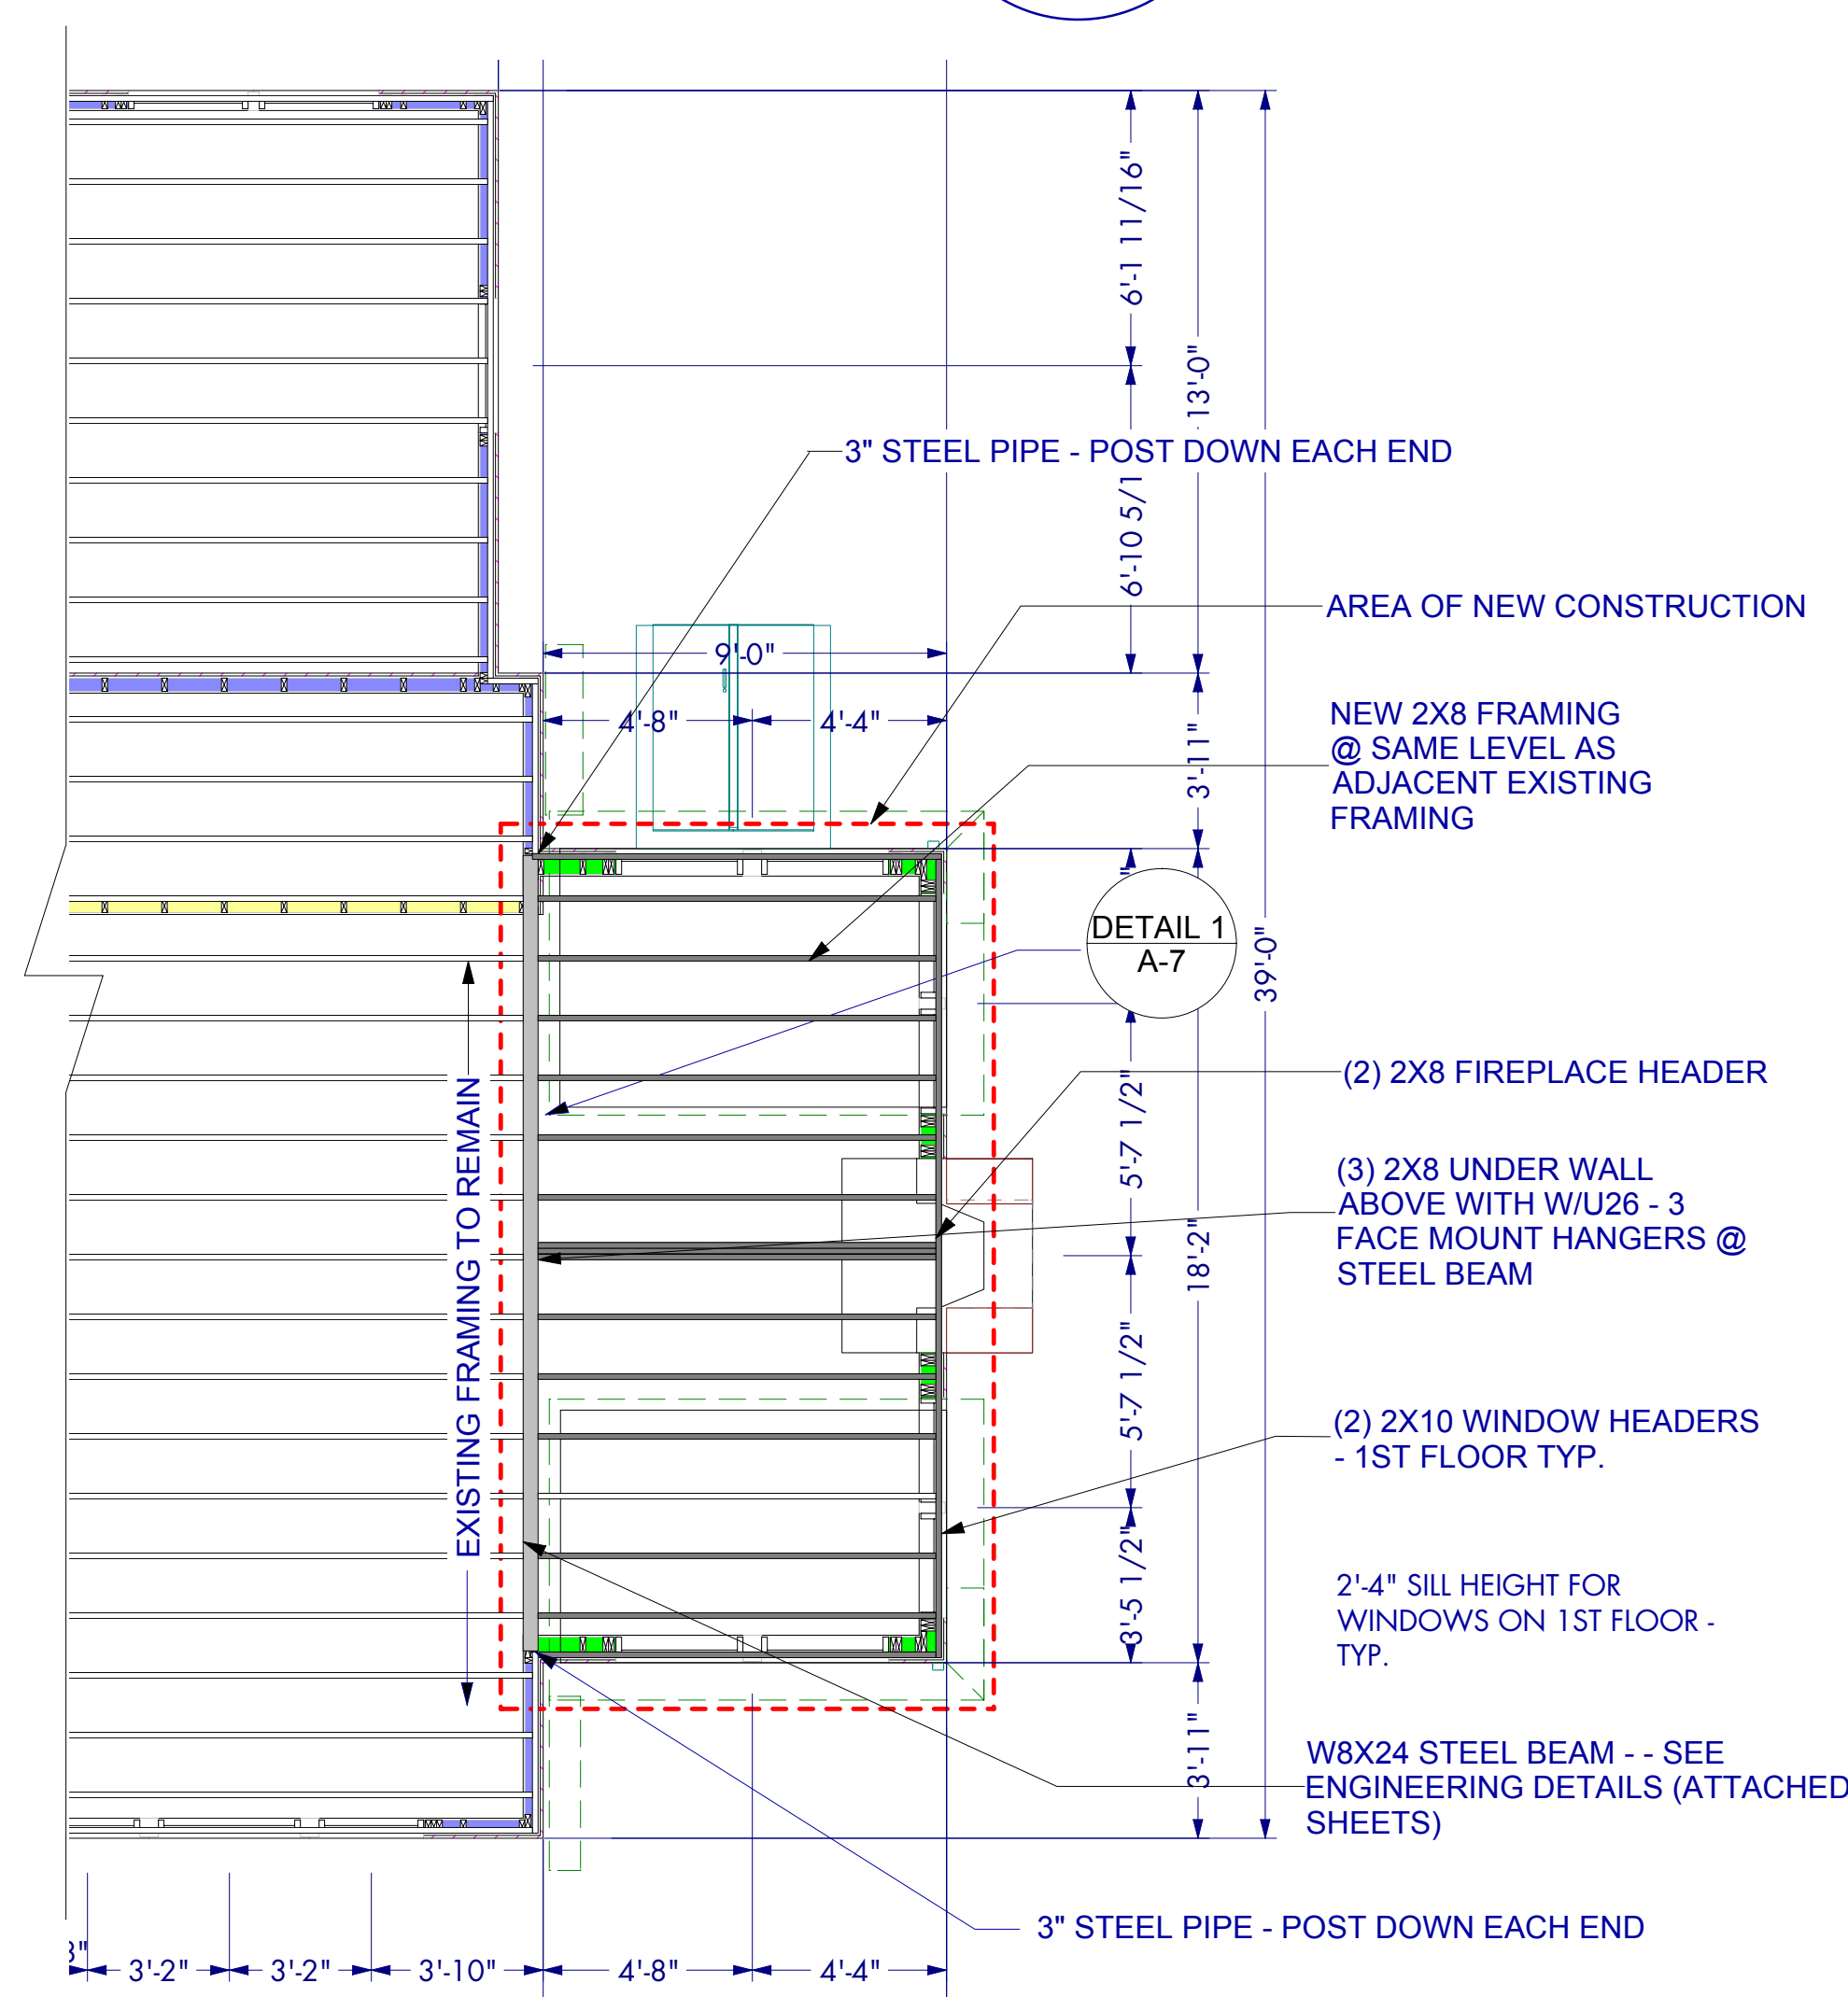 6'-1 11/16"
13'-0"
3" STEEL PIPE - POST DOWN EACH END
6'-10 5/1
AREA OF NEW CONSTRUCTION
9'-0"
4'-8"
4'-4"
NEW 2X8 FRAMING
@ SAME LEVEL AS
ADJACENT EXISTING
FRAMING
3'-11"
DETAIL 1
A-7
39'-0"
(2) 2X8 FIREPLACE HEADER
5'-7 1/2"
EXISTING FRAMING TO REMAIN
(3) 2X8 UNDER WALL
ABOVE WITH W/U26 - 3
FACE MOUNT HANGERS @
STEEL BEAM
18'-2"
5'-7 1/2"
(2) 2X10 WINDOW HEADERS
- 1ST FLOOR TYP.
3'-5 1/2"
2'-4" SILL HEIGHT FOR
WINDOWS ON 1ST FLOOR -
TYP.
3'-11"
W8X24 STEEL BEAM - - SEE
ENGINEERING DETAILS (ATTACHED
SHEETS)
3" STEEL PIPE - POST DOWN EACH END
3'-2"
3'-2"
3'-10"
4'-8"
4'-4"